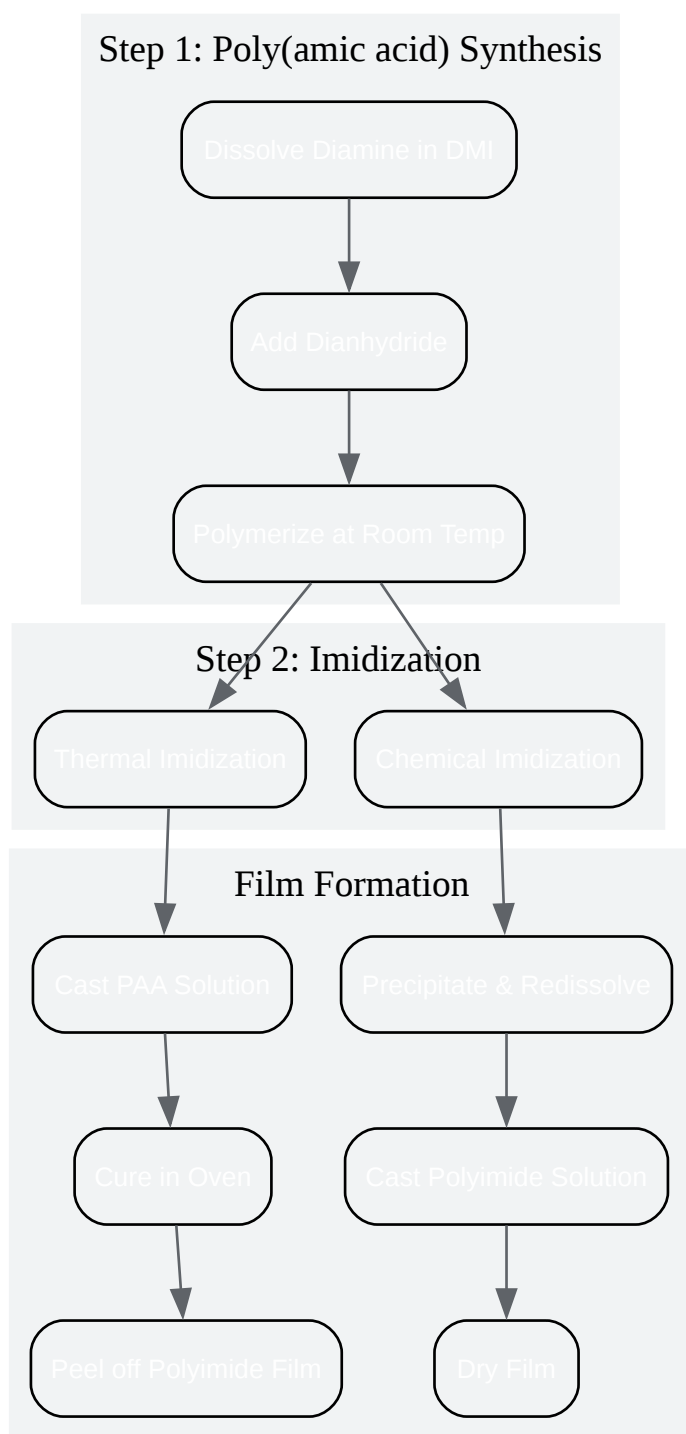 Step 1: Poly(amic acid) Synthesis
Dissolve Diamine in DMI
Add Dianhydride
Polymerize at Room Temp
Step 2: Imidization
Thermal Imidization
Chemical Imidization
Film Formation
Cast PAA Solution
Precipitate & Redissolve
Cure in Oven
Cast Polyimide Solution
Peel off Polyimide Film
Dry Film